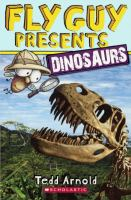 FLY GUY
PRESENTS
DINOSAURS
Tedd Arnold
SCHOLASTIC